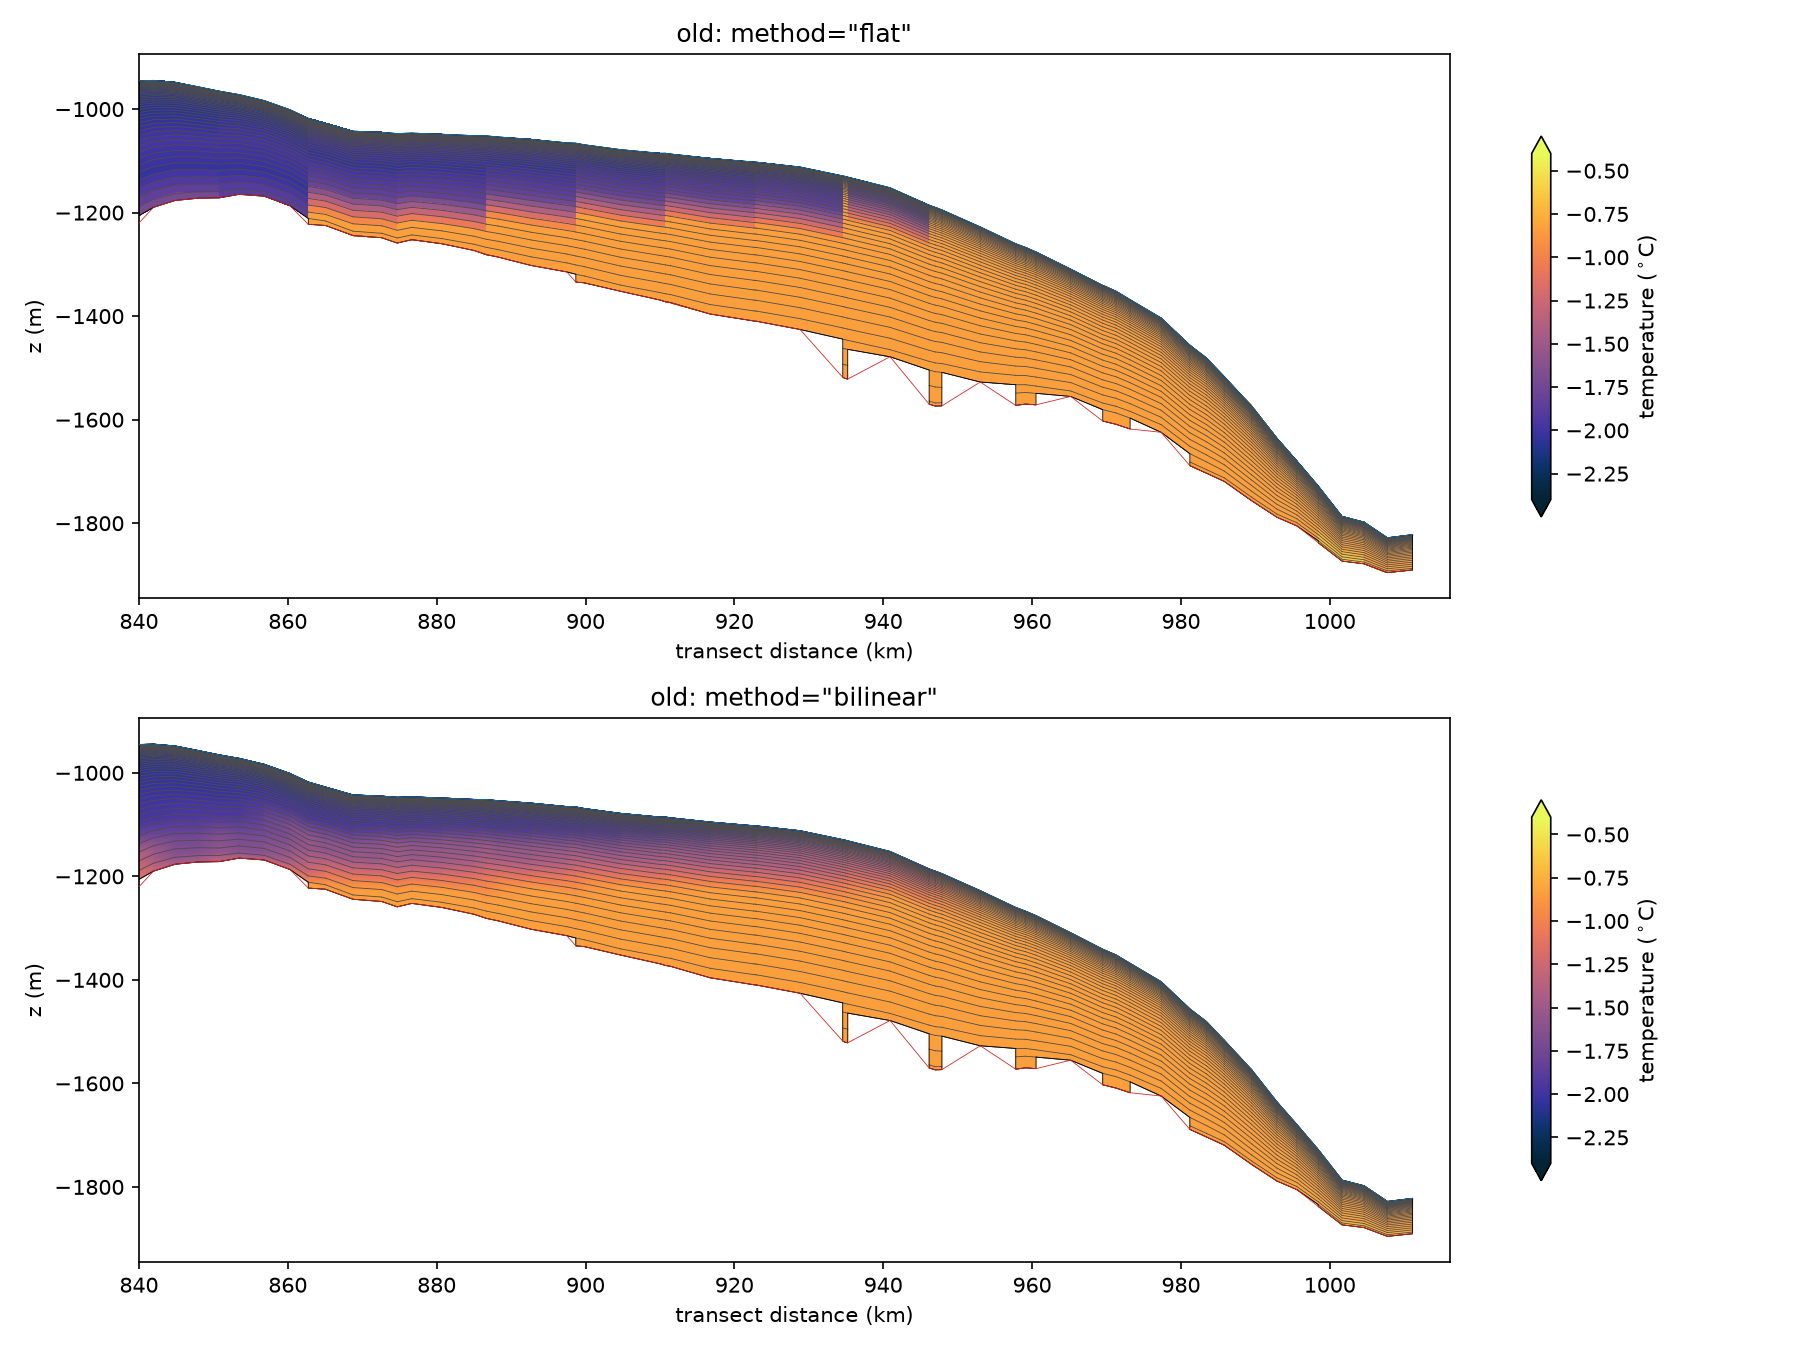 old: method="flat"
−1000
−1200
−1400
−1600
−1800
z (m)
840 860 880 900 920 940 960 980 1000
transect distance (km)
−0.50
−0.75
−1.00
−1.25
−1.50
−1.75
−2.00
−2.25
temperature (°C)
old: method="bilinear"
−1000
−1200
−1400
−1600
−1800
z (m)
840 860 880 900 920 940 960 980 1000
transect distance (km)
−0.50
−0.75
−1.00
−1.25
−1.50
−1.75
−2.00
−2.25
temperature (°C)